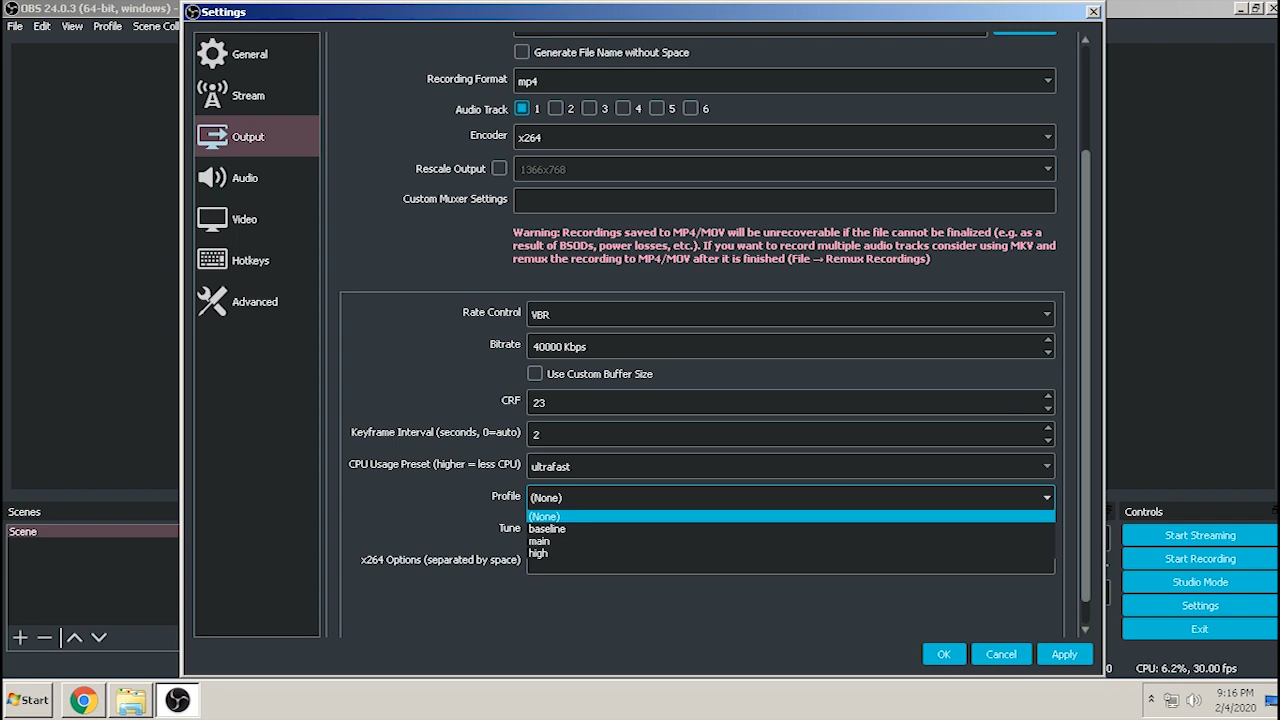 OBS 24.0.3 (64-bit, windows) -
File Edit View Profile Scene Col
Settings
General
Stream
Output
Audio
Video
Hotkeys
Advanced
Generate File Name without Space
Recording Format mp4
Audio Track 1 2 3 4 5 6
Encoder x264
Rescale Output 1366x768
Custom Muxer Settings
Warning: Recordings saved to MP4/MOV will be unrecoverable if the file cannot be finalized (e.g. as a
result of BSODs, power losses, etc.). If you want to record multiple audio tracks consider using MKV and
remux the recording to MP4/MOV after it is finished (File → Remux Recordings)
Rate Control VBR
Bitrate 40000 Kbps
Use Custom Buffer Size
CRF 23
Keyframe Interval (seconds, 0=auto) 2
CPU Usage Preset (higher = less CPU) ultrafast
Profile (None)
(None)
baseline
main
high
Tune
x264 Options (separated by space)
OK Cancel Apply
Scenes
Scene
Controls
Start Streaming
Start Recording
Studio Mode
Settings
Exit
0 CPU: 6.2%, 30.00 fps
Start
9:16 PM
2/4/2020